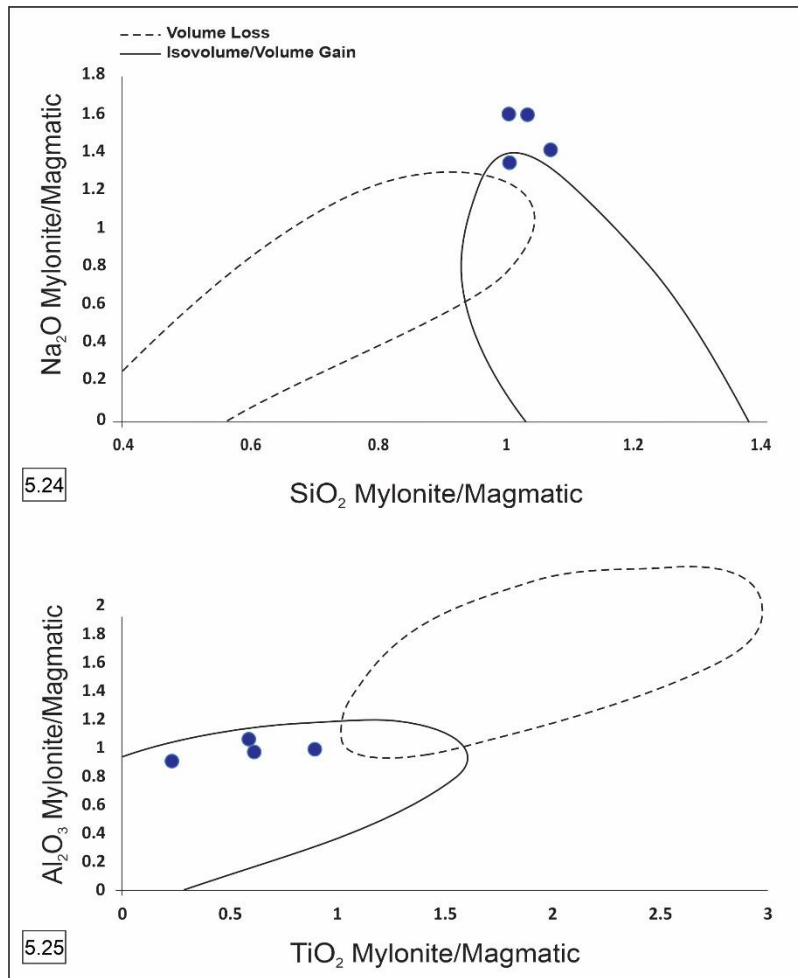 Volume Loss
Isovolume/Volume Gain
1.8
1.6
1.4
1.2
1
0.8
0.6
0.4
0.2
0
0.4 0.6 0.8 1 1.2 1.4
Na₂O Mylonite/Magmatic
SiO₂ Mylonite/Magmatic
5.24
2
1.8
1.6
1.4
1.2
1
0.8
0.6
0.4
0.2
0
0 0.5 1 1.5 2 2.5 3
Al₂O₃ Mylonite/Magmatic
TiO₂ Mylonite/Magmatic
5.25